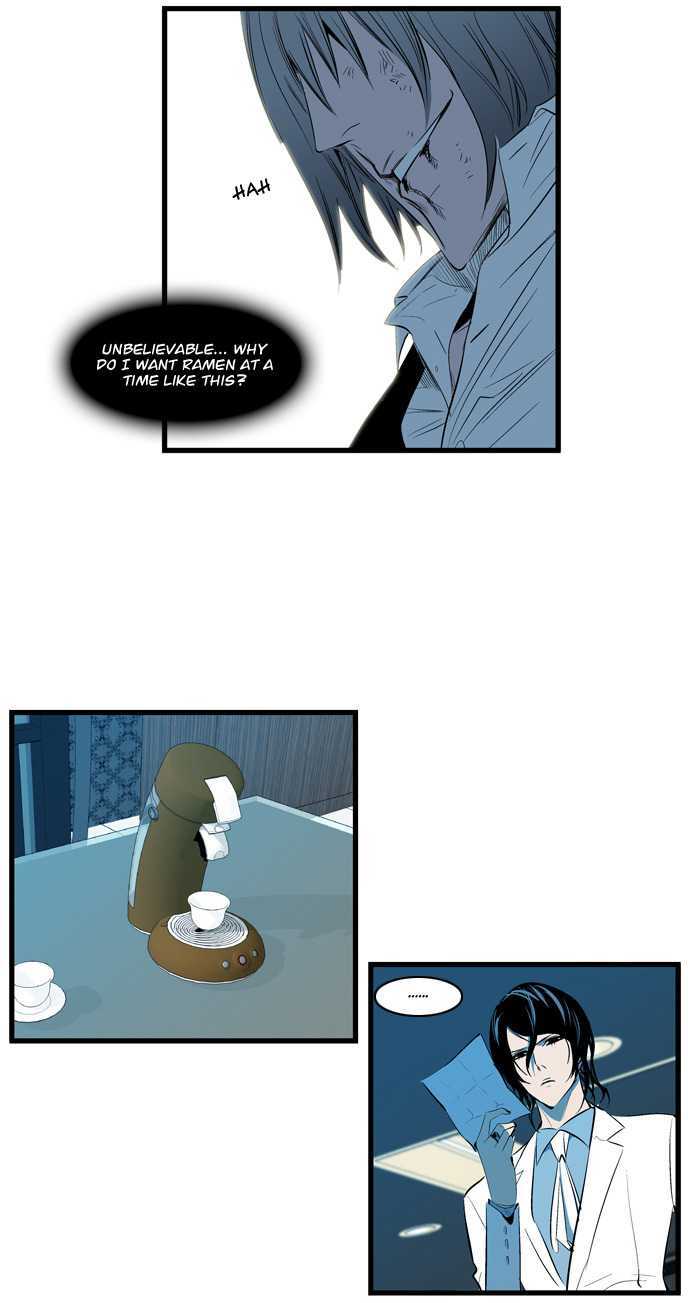 HAH
UNBELIEVABLE... WHY
DO I WANT RAMEN AT A
TIME LIKE THIS?
......